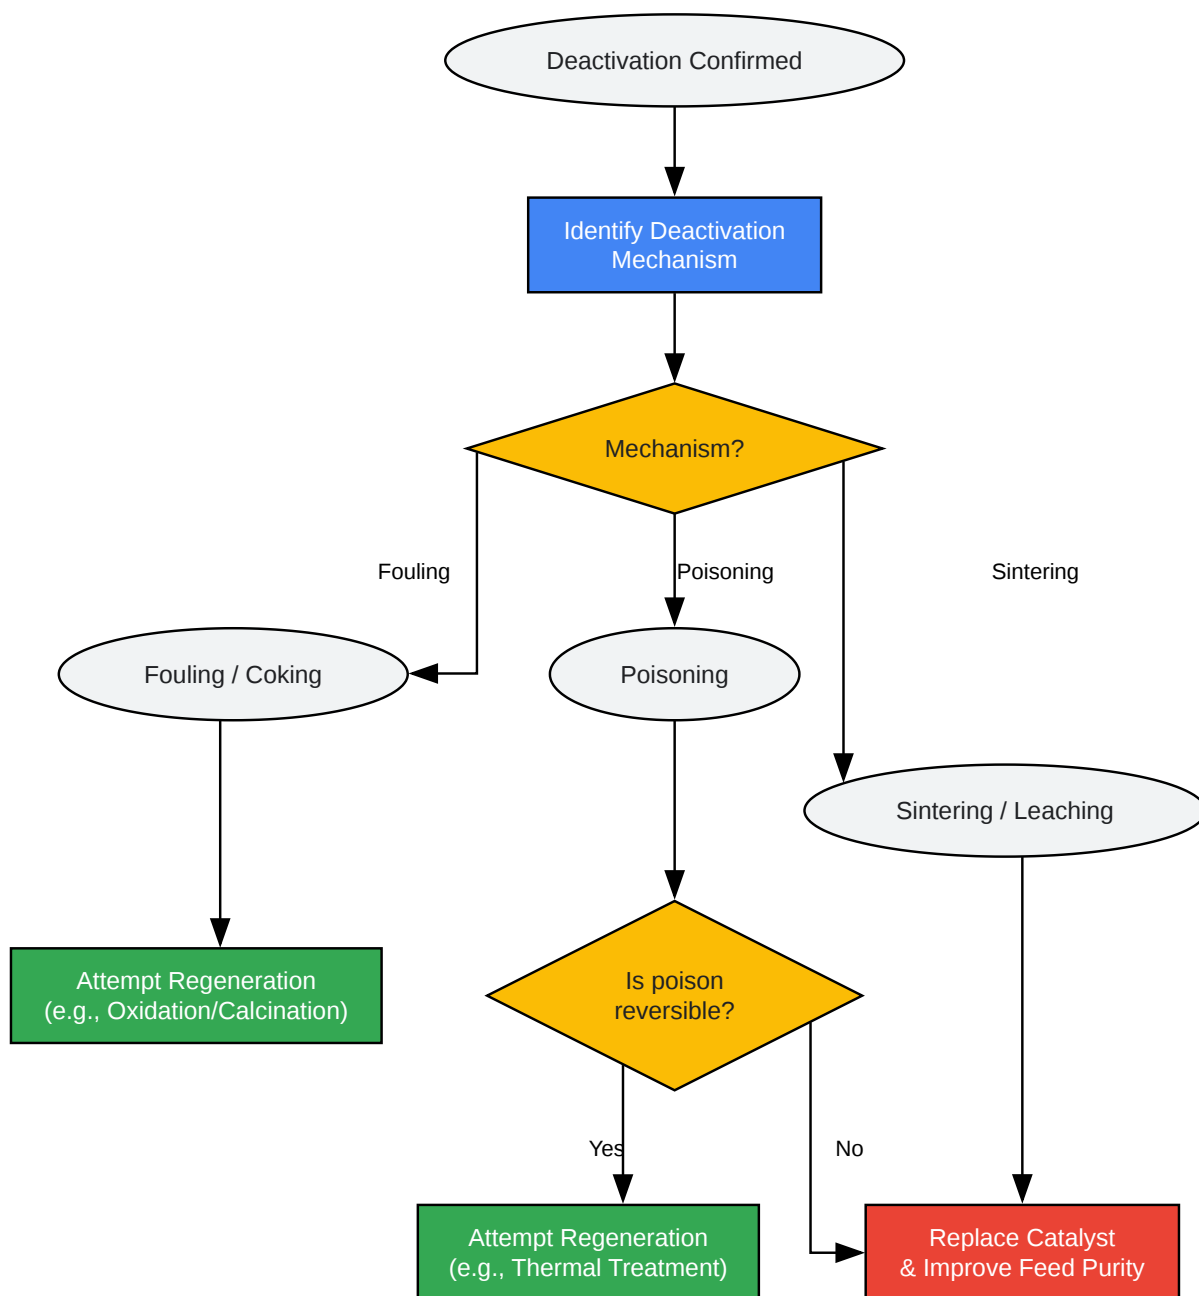 Deactivation Confirmed
Identify Deactivation
Mechanism
Mechanism?
Fouling
Poisoning
Sintering
Fouling / Coking
Poisoning
Sintering / Leaching
Attempt Regeneration
(e.g., Oxidation/Calcination)
Is poison
reversible?
Yes
No
Attempt Regeneration
(e.g., Thermal Treatment)
Replace Catalyst
& Improve Feed Purity